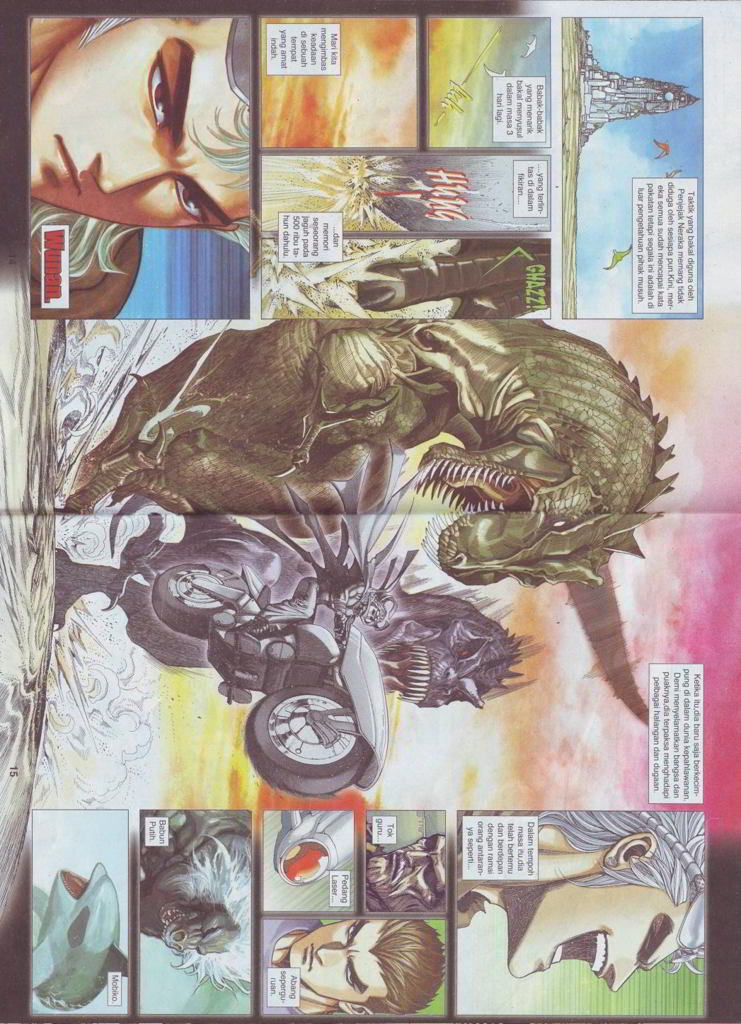 Taktik yang bakal diguna oleh
Penjejak Neraka memang tidak
diduga oleh sesiapa pun.Kini, mer-
eka semua sudah mencapai kata
pakatan tetapi segala ini adalah di
luar pengetahuan pihak musuh.
Babak-babak
yang menarik
bakal menyusul
dalam masa 3
hari lagi.
Mari kita
mengimbas
keadaan
di sebuah
tempat
yang amat
indah.
....yang terlin-
tas di dalam
fikiran....
...dan
memori
seseorang
jaguh pada
500 ribu ta-
hun dahulu.
GHAZZ!
Ketika itu,dia baru saja berkecim-
pung di dalam dunia kepahlawanan.
Demi menyelamatkan bangsa dan
puaknya,dia terpaksa menghadapi
pelbagai halangan dan dugaan.
Dalam tempoh
masa itu,dia
telah bertemu
dan berdepan
dengan ramai
orang antaran-
ya seperti...
Tok
guru...
Pedang
Laser...
Abang
sepergu-
ruan.
Babun
Putih.
Mobiko.
15